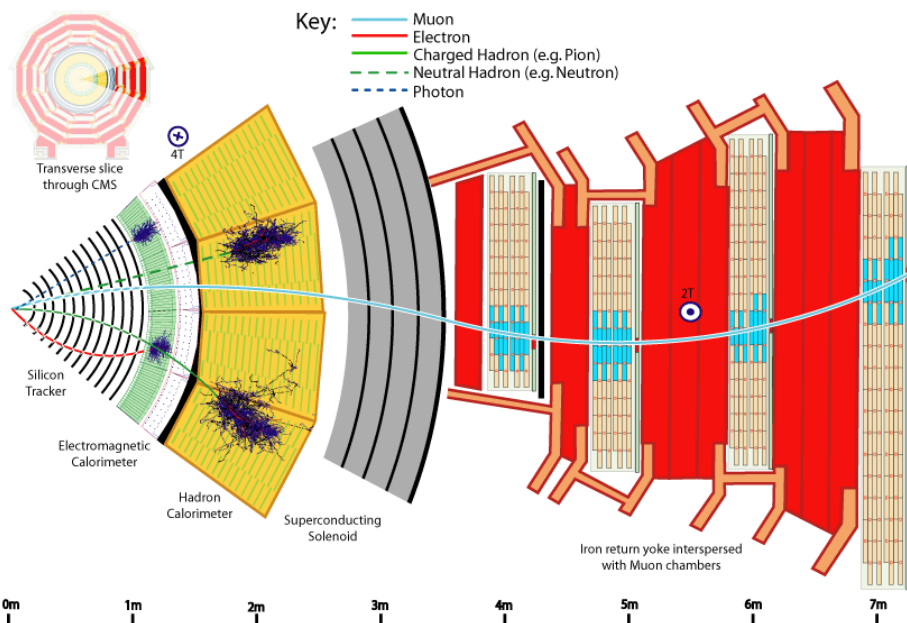 Key:
Muon
Electron
Charged Hadron (e.g. Pion)
Neutral Hadron (e.g. Neutron)
Photon
Transverse slice
through CMS
4T
2T
Silicon
Tracker
Electromagnetic
Calorimeter
Hadron
Calorimeter
Superconducting
Solenoid
Iron return yoke interspersed
with Muon chambers
0m 1m 2m 3m 4m 5m 6m 7m